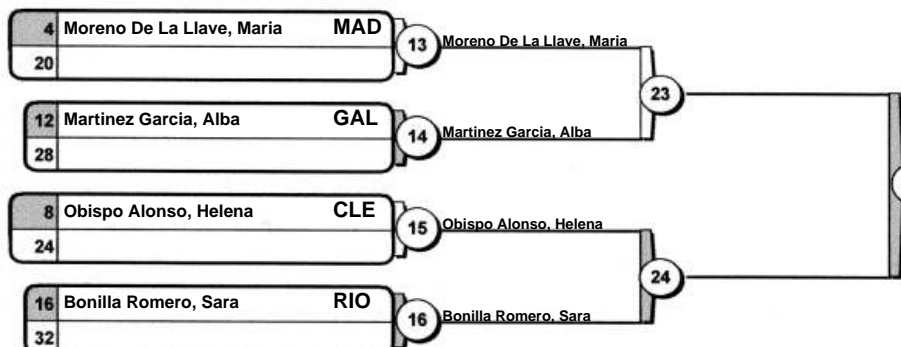 4 Moreno De La Llave, Maria MAD
20
13 Moreno De La Llave, Maria
23
12 Martinez Garcia, Alba GAL
28
14 Martinez Garcia, Alba
8 Obispo Alonso, Helena CLE
24
15 Obispo Alonso, Helena
24
16 Bonilla Romero, Sara RIO
32
16 Bonilla Romero, Sara